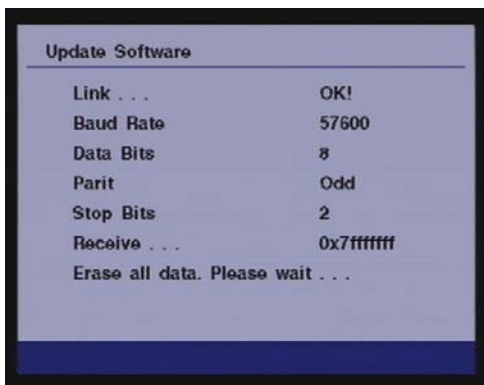 Update Software
Link . . . OK!
Baud Rate 57600
Data Bits 8
Parit Odd
Stop Bits 2
Receive . . . 0x7fffffff
Erase all data. Please wait . . .